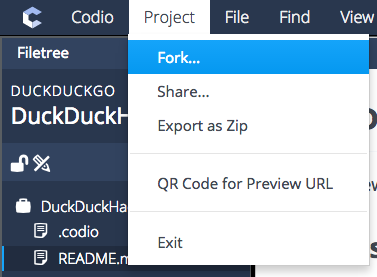 Codio Project File Find View
Filetree
Fork...
DUCKDUCKGO
Share...
Export as Zip
QR Code for Preview URL
DuckDuckHa
.codio
Exit
README.m